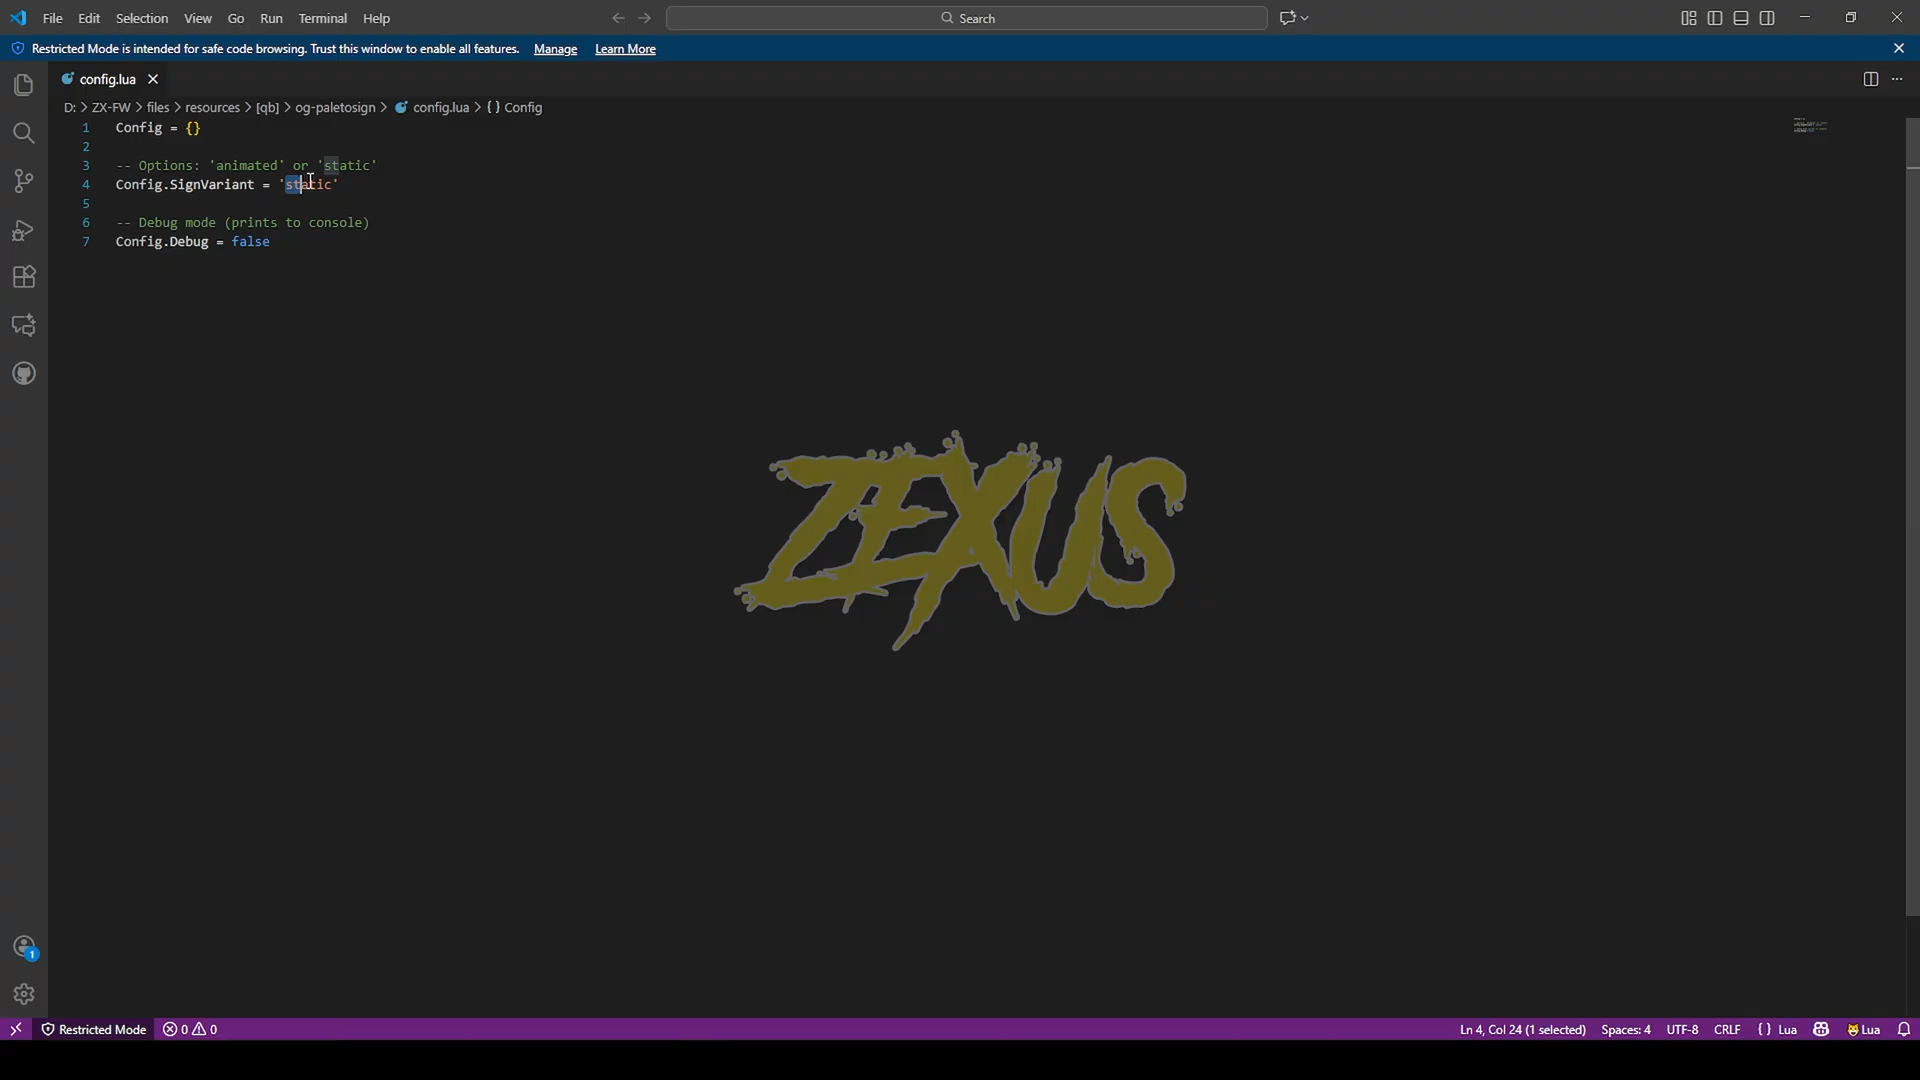 File Edit Selection View Go Run Terminal Help
Search
Restricted Mode is intended for safe code browsing. Trust this window to enable all features. Manage Learn More
config.lua
D: > ZX-FW > files > resources > [qb] > og-paletosign > config.lua > { } Config
1 Config = {}
2
3 -- Options: 'animated' or 'static'
4 Config.SignVariant = 'static'
5
6 -- Debug mode (prints to console)
7 Config.Debug = false
ZEXUS
1
Restricted Mode 0 0 Ln 4, Col 24 (1 selected) Spaces: 4 UTF-8 CRLF { } Lua Lua